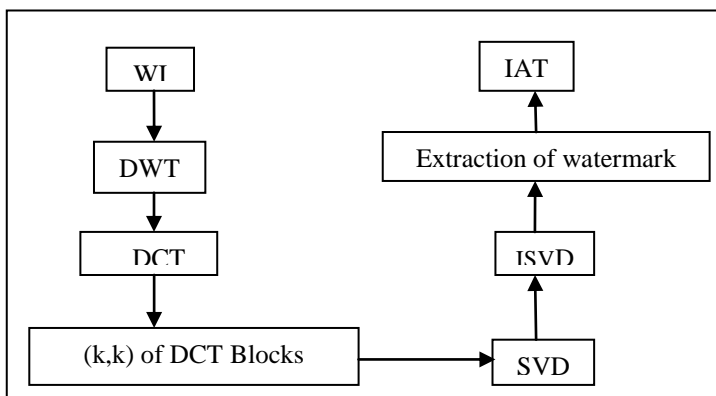 WI
DWT
DCT
(k,k) of DCT Blocks
SVD
ISVD
Extraction of watermark
IAT